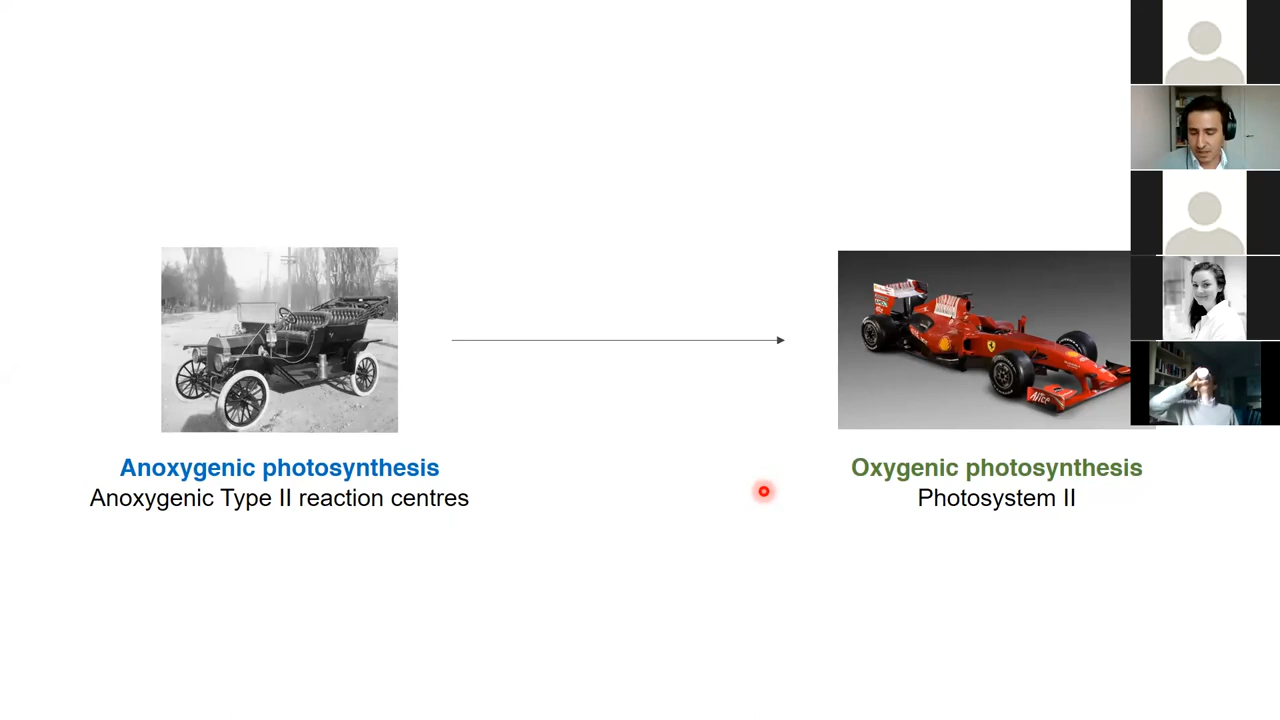 Anoxygenic photosynthesis
Anoxygenic Type II reaction centres
Oxygenic photosynthesis
Photosystem II